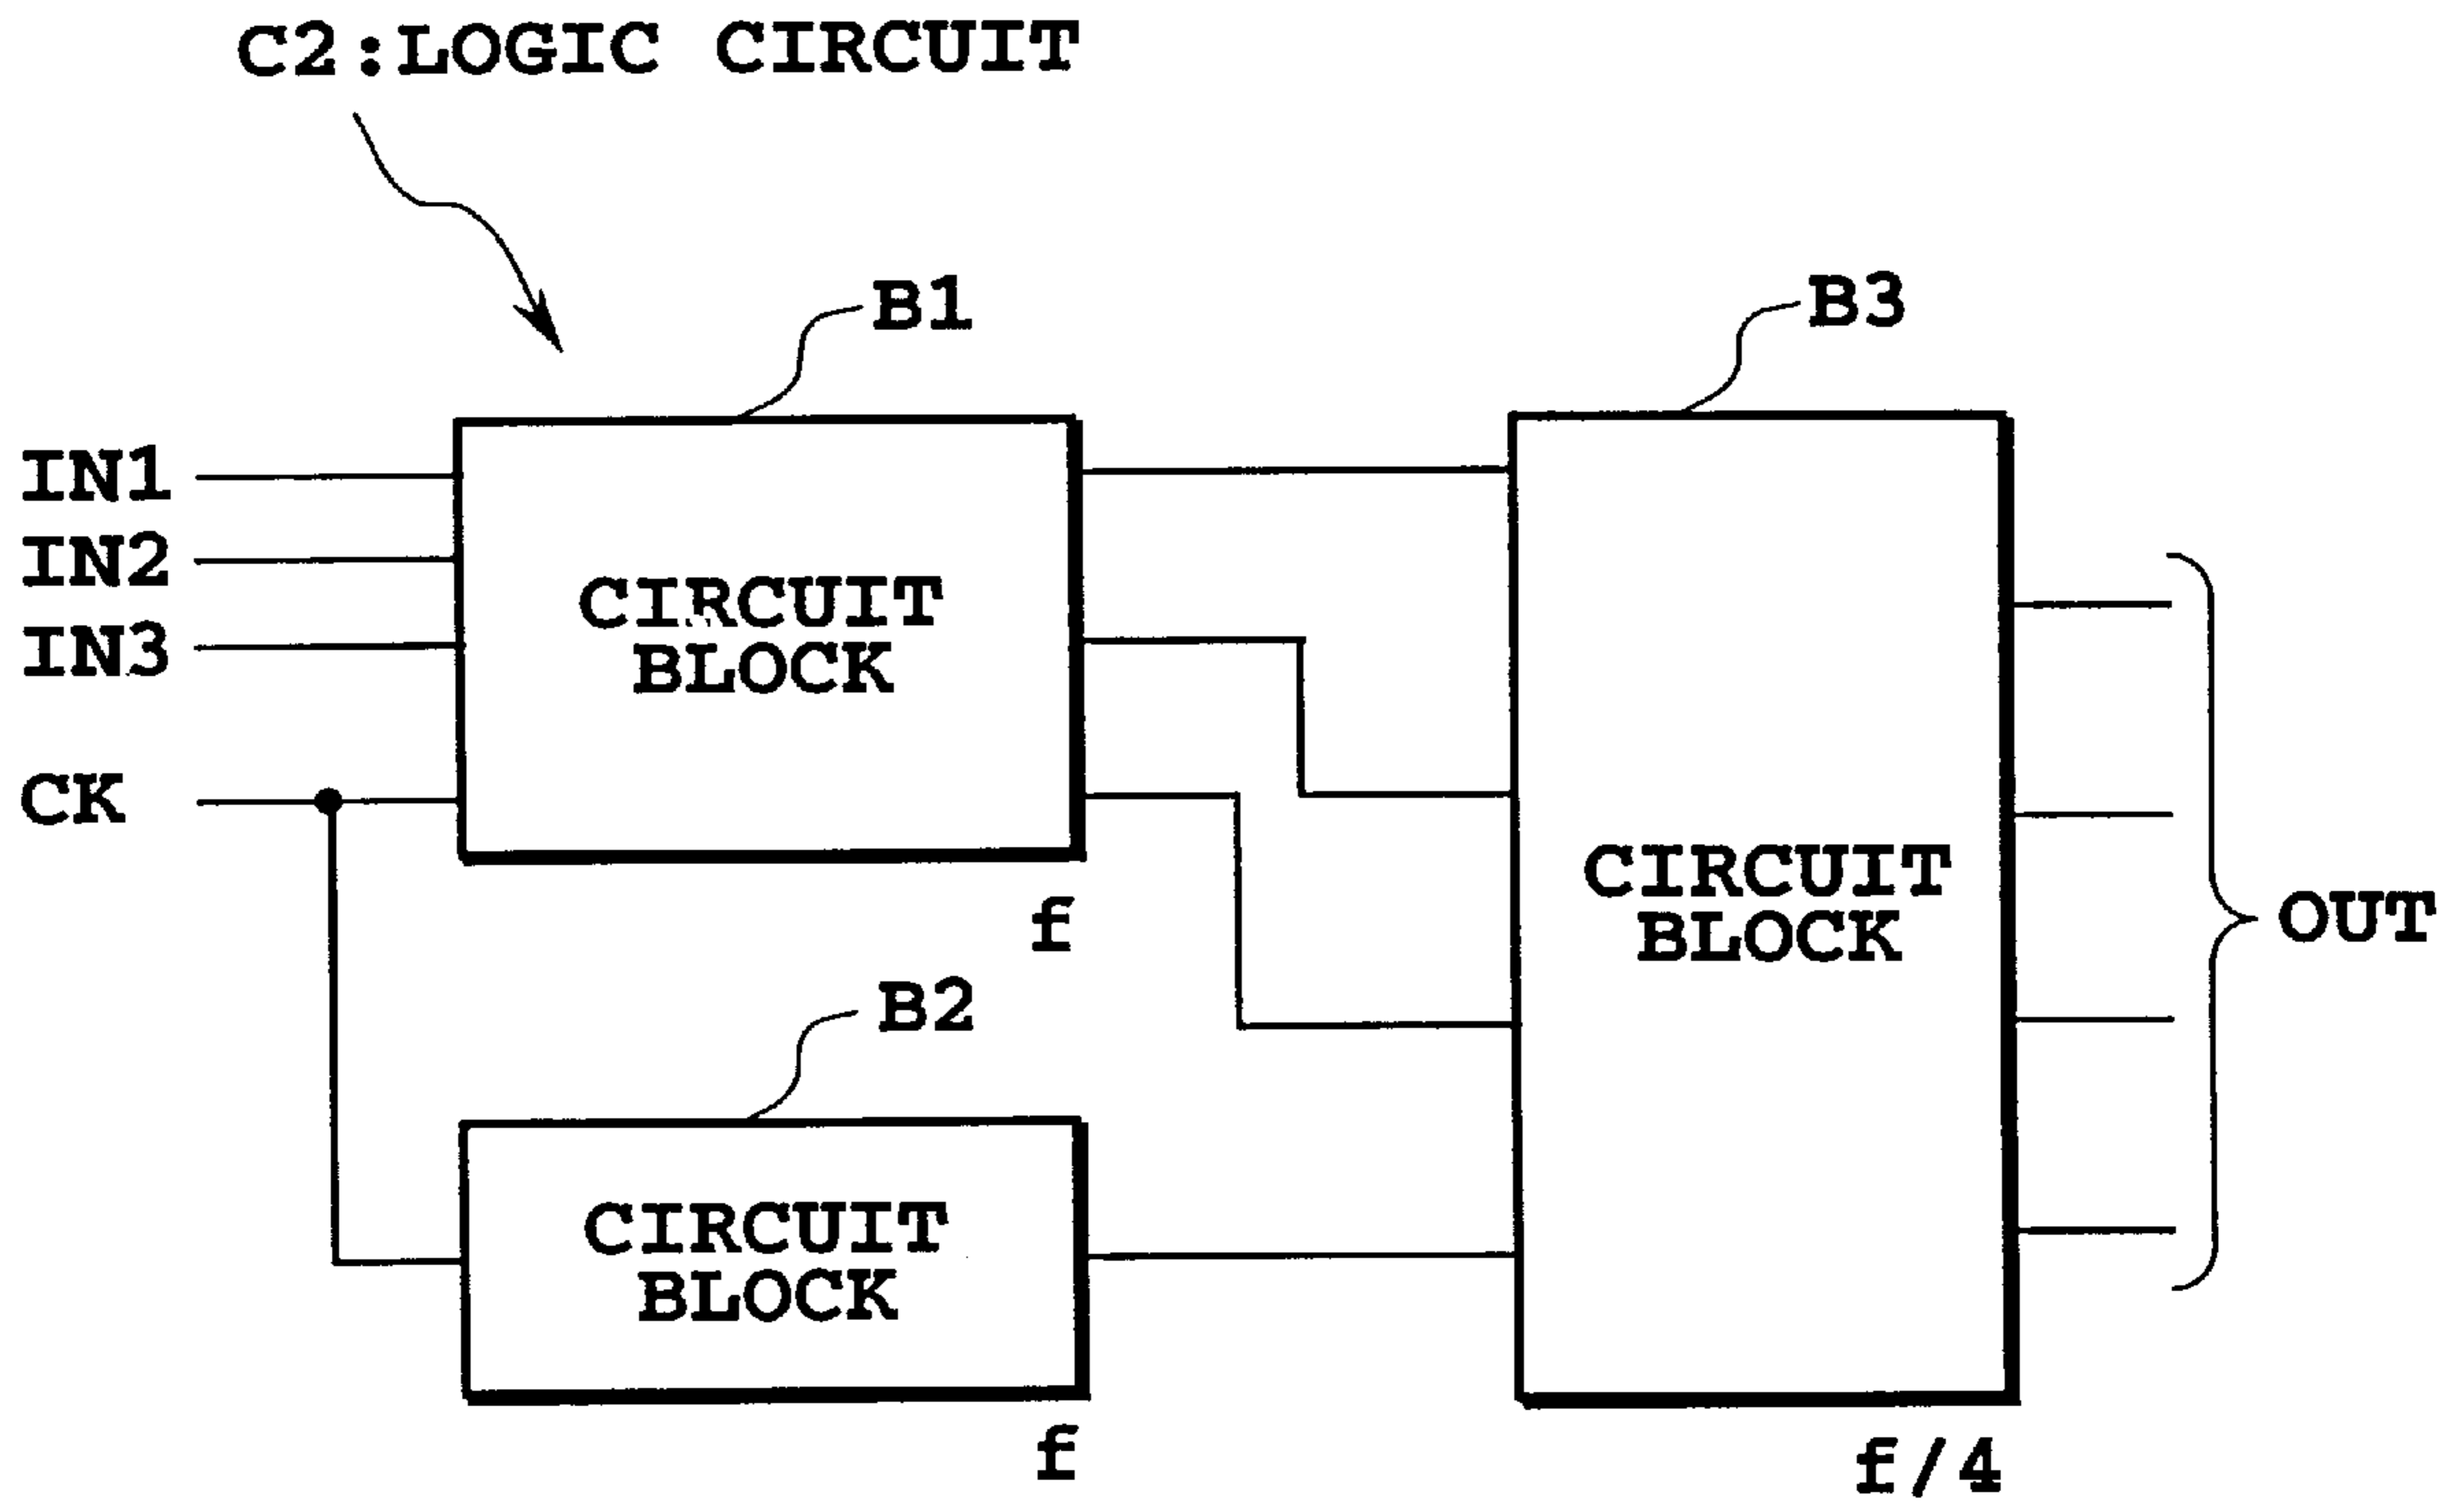 C2:LOGIC CIRCUIT
B1
B3
IN1
IN2
IN3
CK
CIRCUIT
BLOCK
f
CIRCUIT
BLOCK
OUT
B2
CIRCUIT
BLOCK
f
f/4